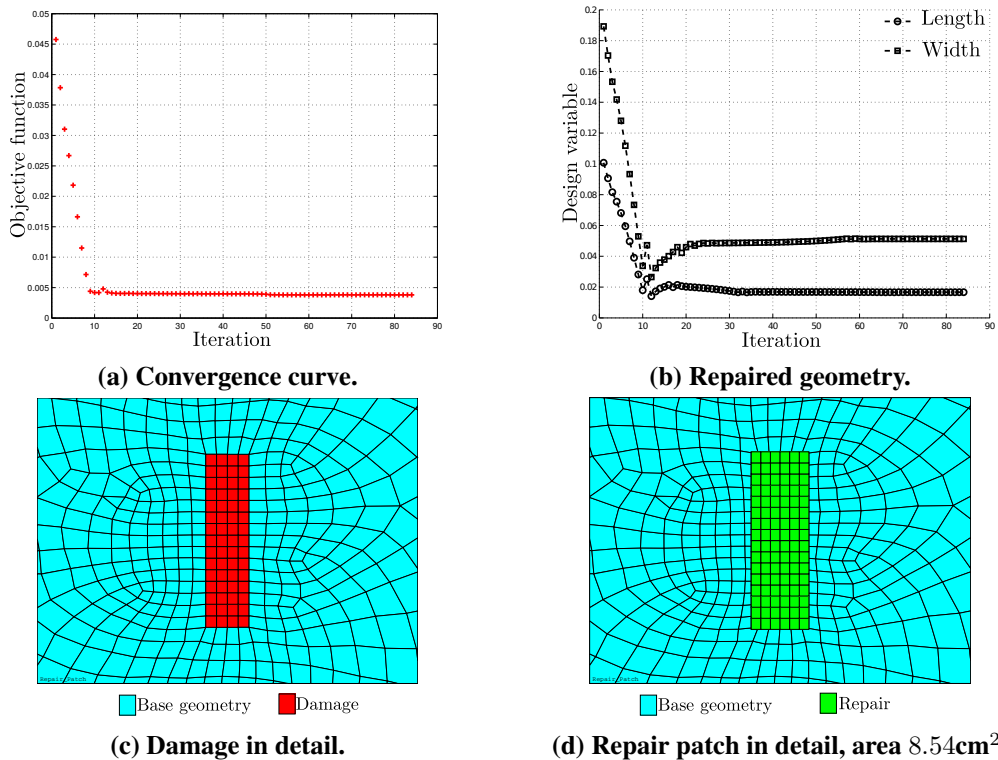 0.05
0.045
0.04
0.035
0.03
0.025
0.02
0.015
0.01
0.005
0
0 10 20 30 40 50 60 70 80 90
Objective function
Iteration
(a) Convergence curve.
0.2
0.18
0.16
0.14
0.12
0.1
0.08
0.06
0.04
0.02
0
0 10 20 30 40 50 60 70 80 90
Design variable
Iteration
Length
Width
(b) Repaired geometry.
Repair_Patch
Base geometry Damage
(c) Damage in detail.
Repair_Patch
Base geometry Repair
(d) Repair patch in detail, area 8.54cm²